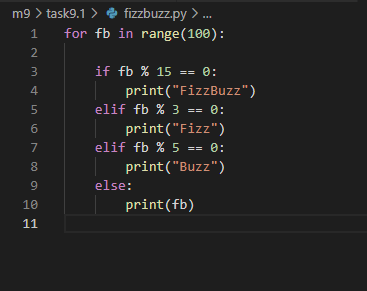 m9 > task9.1 > fizzbuzz.py > ...
1 for fb in range(100):
2
3     if fb % 15 == 0:
4         print("FizzBuzz")
5     elif fb % 3 == 0:
6         print("Fizz")
7     elif fb % 5 == 0:
8         print("Buzz")
9     else:
10         print(fb)
11